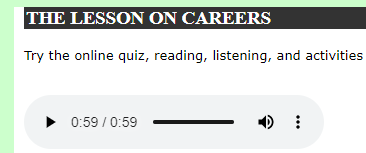 THE LESSON ON CAREERS
Try the online quiz, reading, listening, and activities
0:59 / 0:59